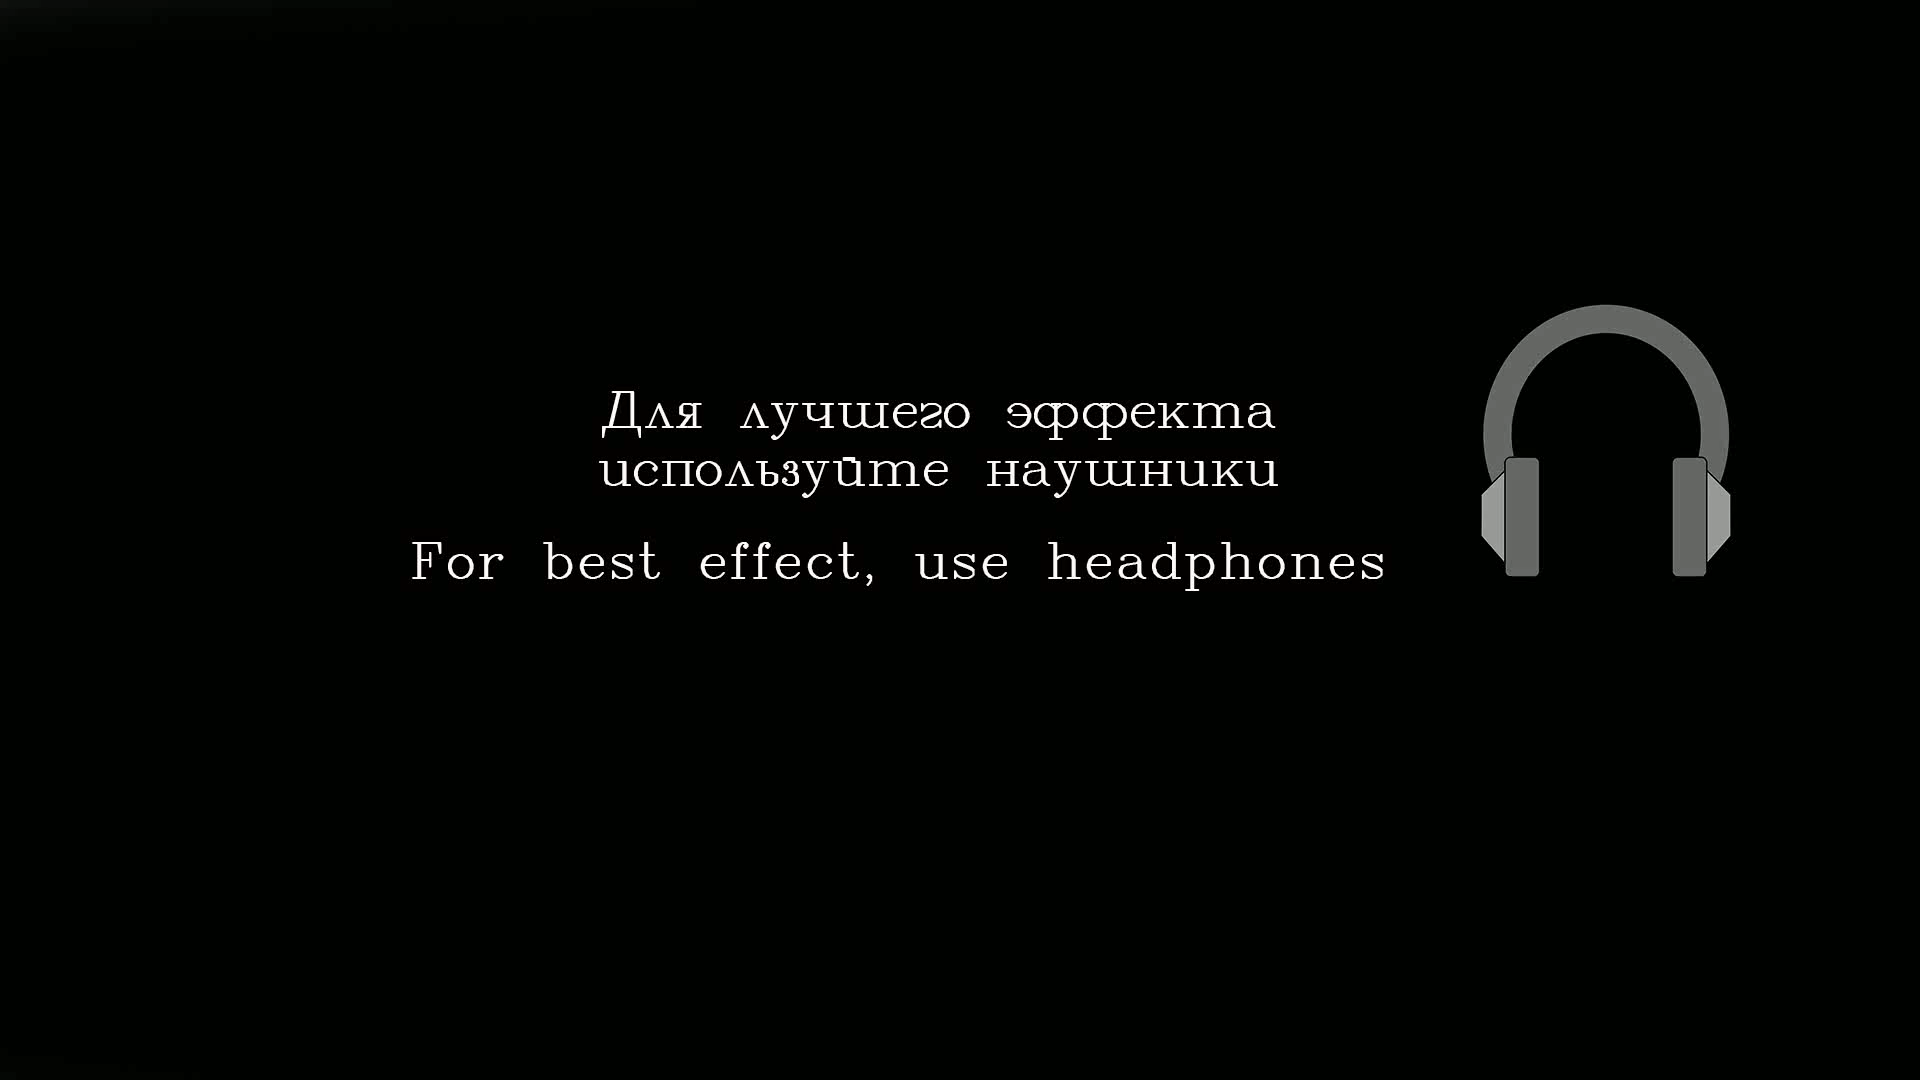 Для лучшего эффекта
используйте наушники
For best effect, use headphones